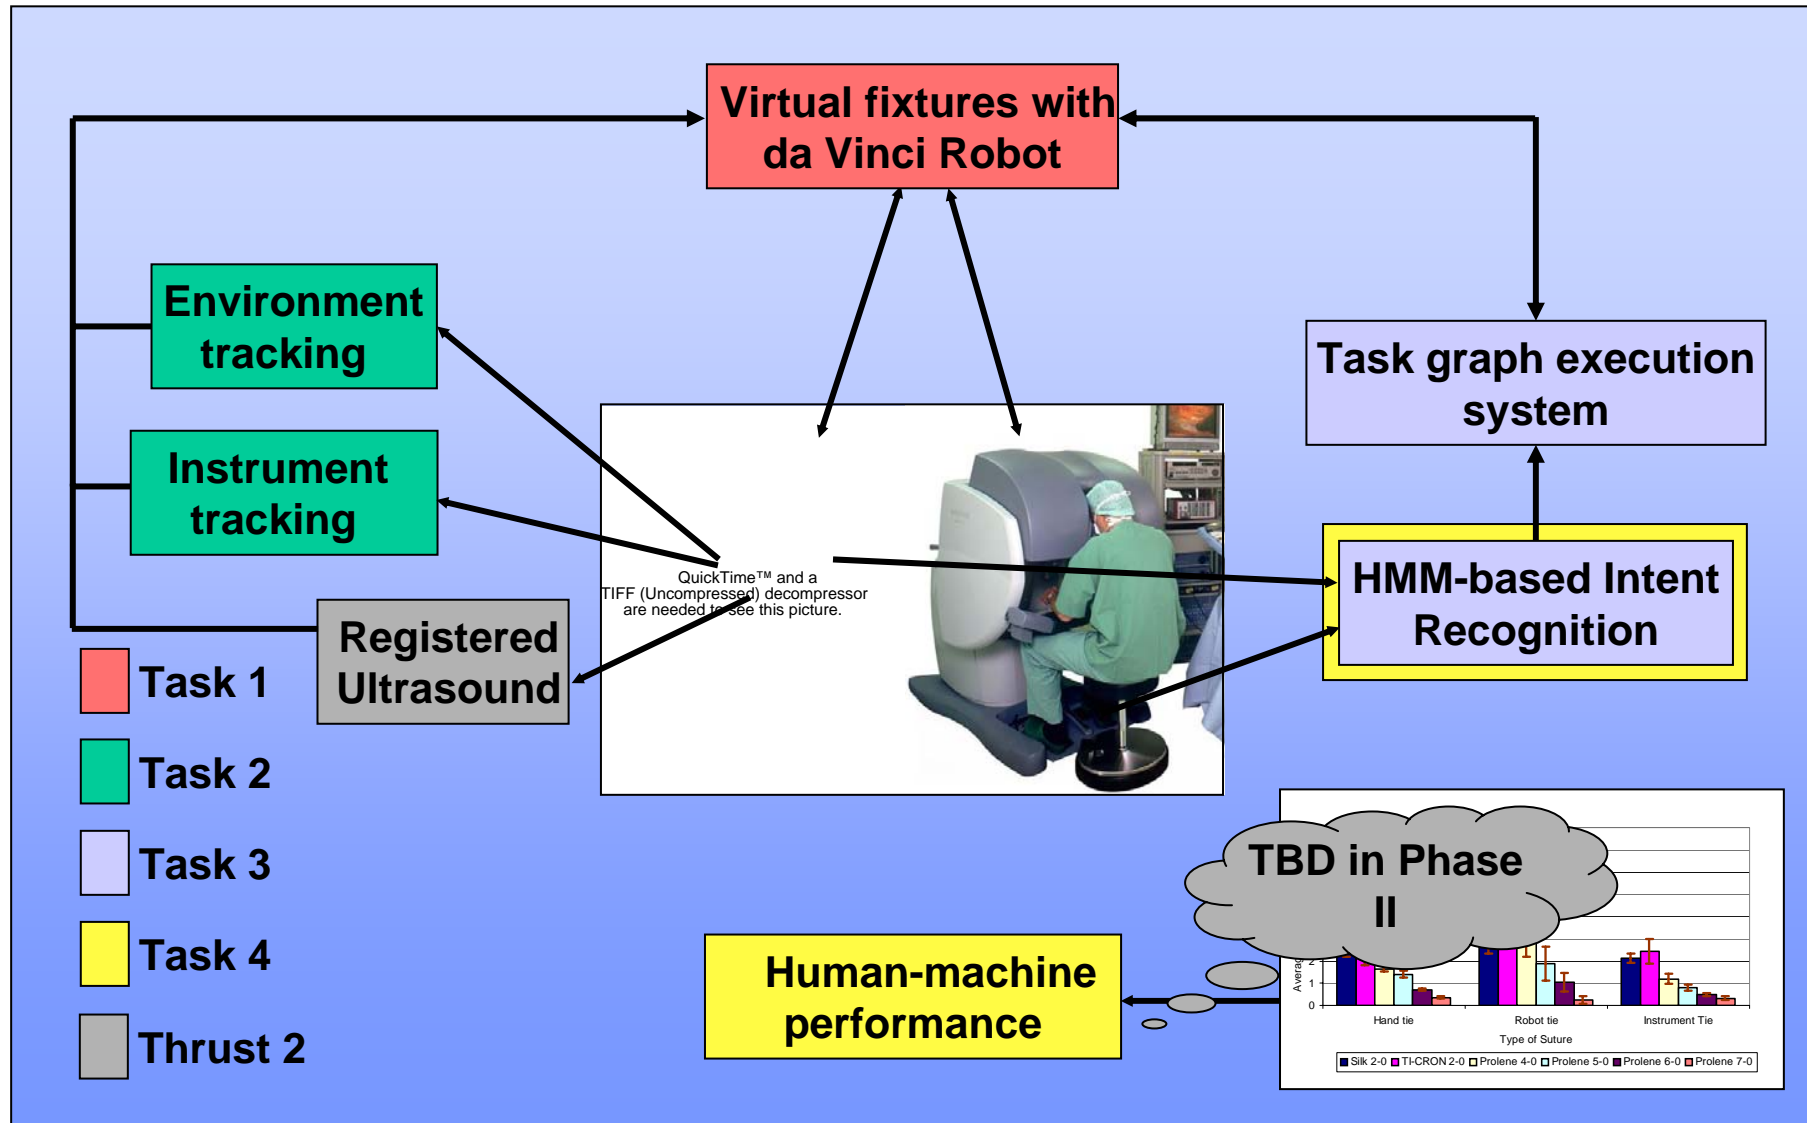 Virtual fixtures with
da Vinci Robot
Environment
tracking
Instrument
tracking
Task graph execution
system
QuickTime™ and a
TIFF (Uncompressed) decompressor
are needed to see this picture.
HMM-based Intent
Recognition
Registered
Ultrasound
Task 1
Task 2
Task 3
Task 4
Thrust 2
TBD in Phase
II
Human-machine
performance
2
1
0
Hand tie
Robot tie
Instrument Tie
Type of Suture
Silk 2-0
TI-CRON 2-0
Prolene 4-0
Prolene 5-0
Prolene 6-0
Prolene 7-0